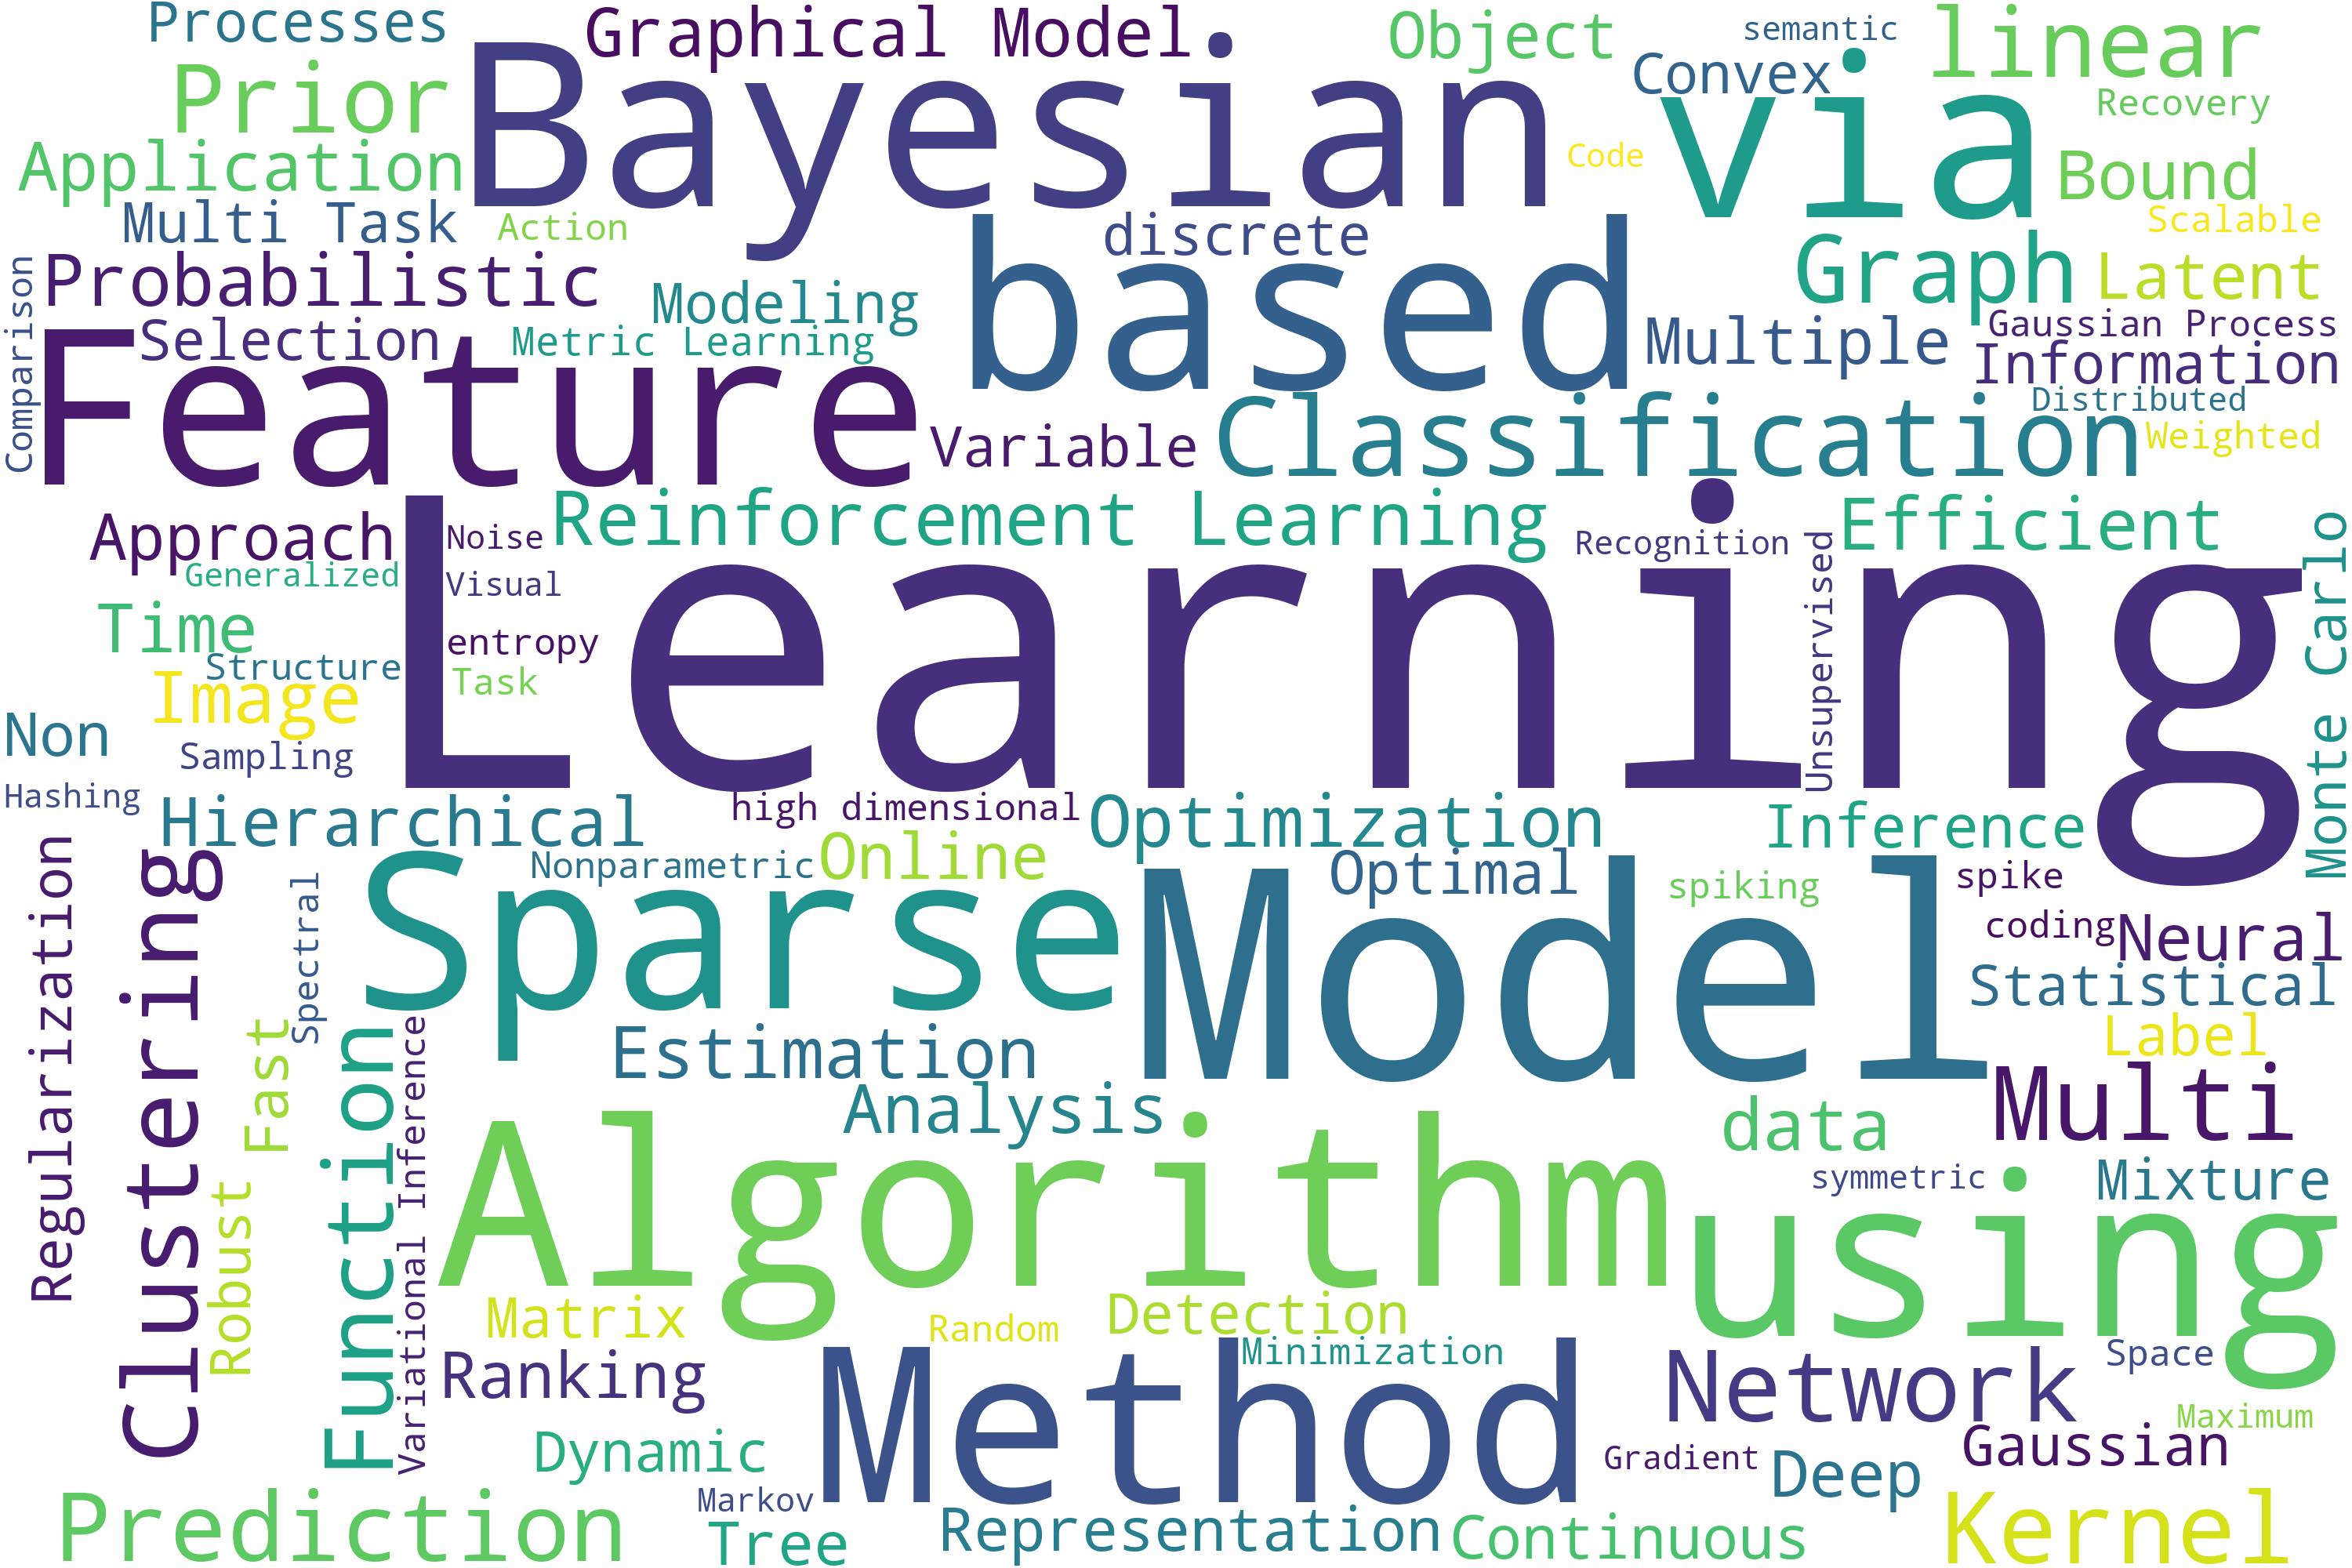 Processes
Graphical Model
Object
semantic
linear
Prior
Bayesian
Convex
via
Recovery
Application
Code
Bound
Multi Task
Action
discrete
Scalable
Probabilistic
based
Graph
Latent
Comparison
Selection
Modeling
Metric Learning
Multiple
Gaussian Process
Information
Feature
Variable
Classification
Distributed
Weighted
Approach
Noise
Reinforcement Learning
Recognition
Efficient
Generalized
Visual
Learning
Unsupervised
Monte Carlo
Time
entropy
Structure
Task
Image
Non
Sampling
Hashing
Hierarchical
high dimensional
Optimization
Inference
Regularization
Clustering
Nonparametric
Online
Optimal
spiking
spike
Spectral
Sparse
Model
coding
Neural
Statistical
Fast
Function
Variational Inference
Estimation
Label
Analysis
data
Multi
Robust
Algorithm
using
symmetric
Mixture
Matrix
Random
Detection
Ranking
Method
Minimization
Network
Space
Maximum
Dynamic
Gradient
Deep
Gaussian
Prediction
Markov
Tree
Representation
Continuous
Kernel